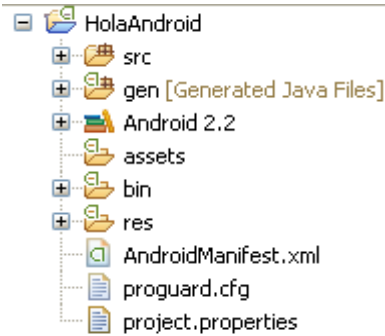 HolaAndroid
src
gen [Generated Java Files]
Android 2.2
assets
bin
res
AndroidManifest.xml
proguard.cfg
project.properties